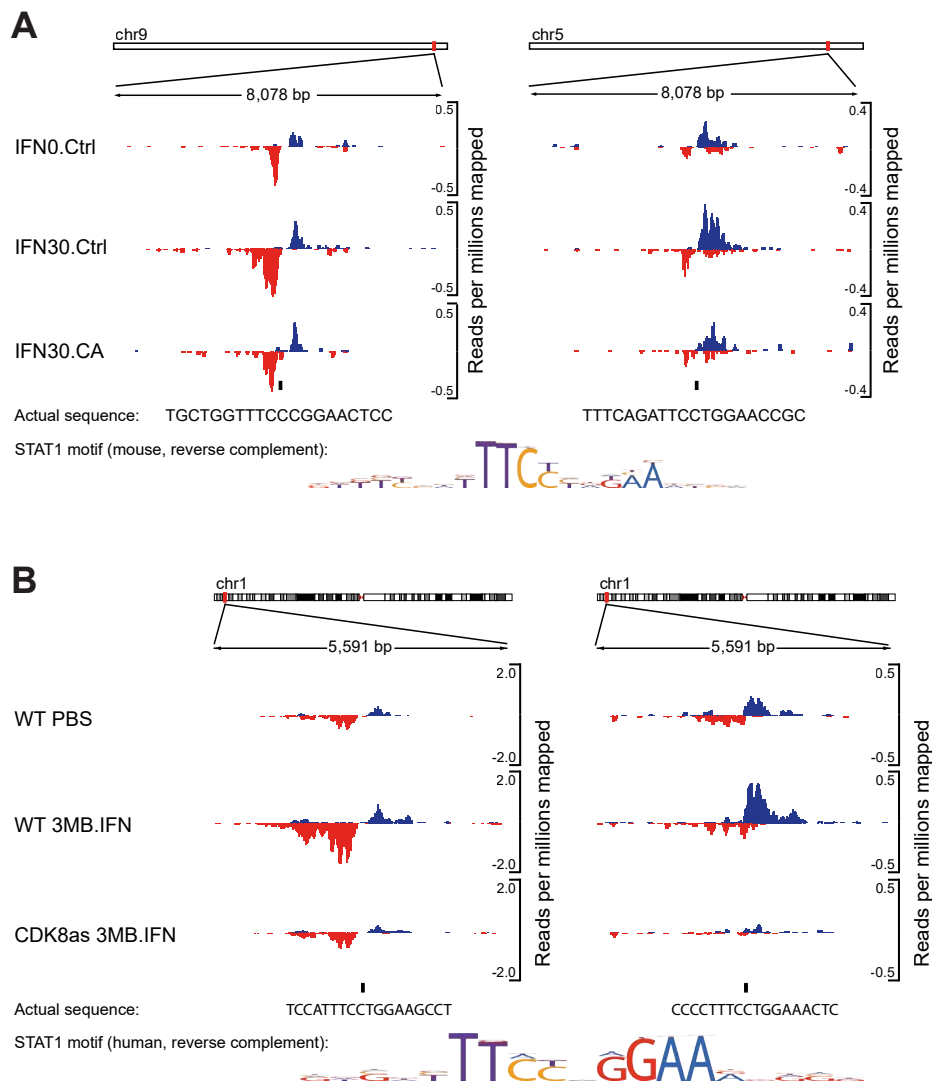 A
chr9 chr5
8,078 bp 8,078 bp
0.5 0.4
IFN0.Ctrl
-0.5 -0.4
0.5 0.4
IFN30.Ctrl
-0.5 -0.4
0.5 0.4
IFN30.CA
-0.5 -0.4
Reads per millions mapped Reads per millions mapped
Actual sequence: TGCTGGTTTCCCGGAACTCC TTTCAGATTCCTGGAACCGC
STAT1 motif (mouse, reverse complement):
B
chr1 chr1
5,591 bp 5,591 bp
2.0 0.5
WT PBS
-2.0 -0.5
2.0 0.5
WT 3MB.IFN
-2.0 -0.5
2.0 0.5
CDK8as 3MB.IFN
-2.0 -0.5
Reads per millions mapped Reads per millions mapped
Actual sequence: TCCATTTCCTGGAAGCCT CCCCTTTCCTGGAAACTC
STAT1 motif (human, reverse complement):